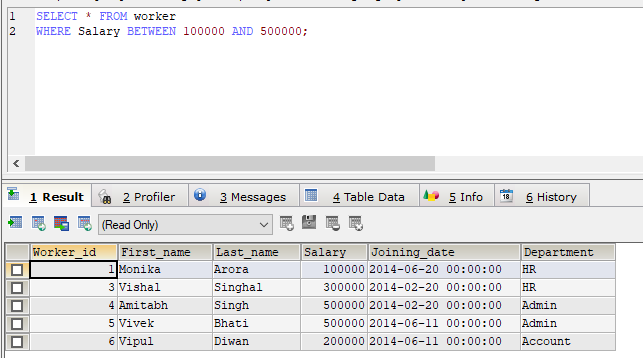 1 SELECT * FROM worker
2 WHERE Salary BETWEEN 100000 AND 500000;
1 Result 2 Profiler 3 Messages 4 Table Data 5 Info 18 6 History
(Read Only)
Worker_id First_name Last_name Salary Joining_date Department
1 Monika Arora 100000 2014-06-20 00:00:00 HR
3 Vishal Singhal 300000 2014-02-20 00:00:00 HR
4 Amitabh Singh 500000 2014-02-20 00:00:00 Admin
5 Vivek Bhati 500000 2014-06-11 00:00:00 Admin
6 Vipul Diwan 200000 2014-06-11 00:00:00 Account